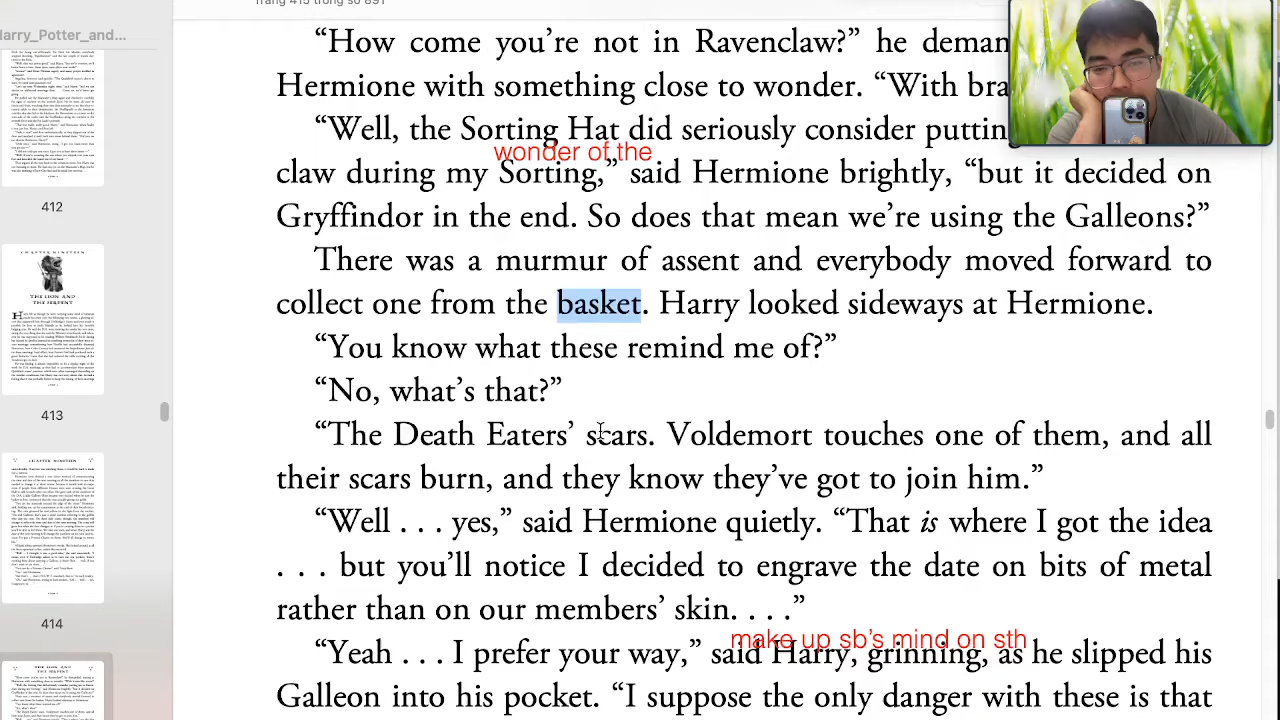 Trang 415 trong số 891
Harry_Potter_and...
412
413
414
“How come you’re not in Ravenclaw?” he
Hermione with something close to wonder. “With
“Well, the Sorting Hat did seriously consider
wonder of the
claw during my Sorting,” said Hermione brightly, “but it decided on
Gryffindor in the end. So does that mean we’re using the Galleons?”
There was a murmur of assent and everybody moved forward to
collect one from the basket. Harry looked sideways at Hermione.
“You know what these remind me of?”
“No, what’s that?”
“The Death Eaters’ scars. Voldemort touches one of them, and all
their scars burn, and they know they’ve got to join him.”
“Well . . . yes,” said Hermione quietly. “That is where I got the idea
. . . but you’ll notice I decided to engrave the date on bits of metal
rather than on our members’ skin. . . .”
make up sb’s mind on sth
“Yeah . . . I prefer your way,” said Harry, grinning, as he slipped his
Galleon into his pocket. “I suppose the only danger with these is that